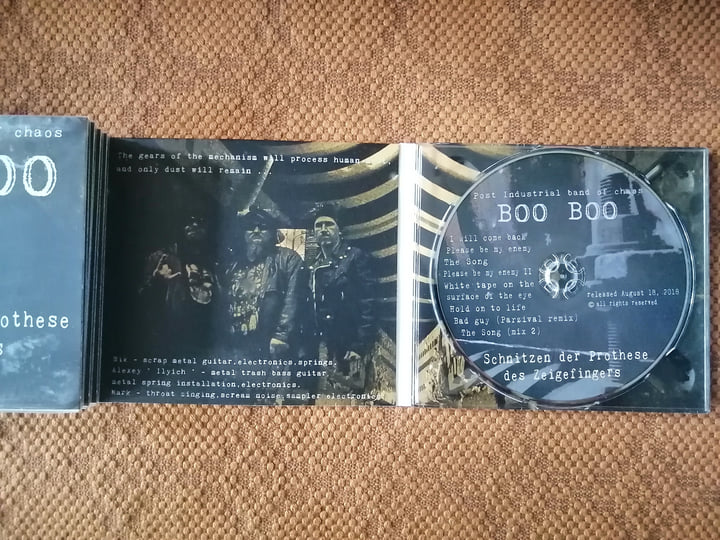 chaos
OO
othese
s
The gears of the mechanism will process human
and only dust will remain ...
Nik - scrap metal guitar,electronics,springs.
Alexey ' Ilyich ' - metal trash bass guitar,
metal spring installation,electronics.
Mark - throat singing,scream noise,sampler electronics.
Post Industrial band of chaos
BOO BOO
I will come back
Please be my enemy
The Song
Please be my enemy II
White tape on the
surface of the eye
Hold on to life
Bad guy (Parzival remix)
The Song (mix 2)
released August 18, 2018
© all rights reserved
Schnitzen der Prothese
des Zeigefingers